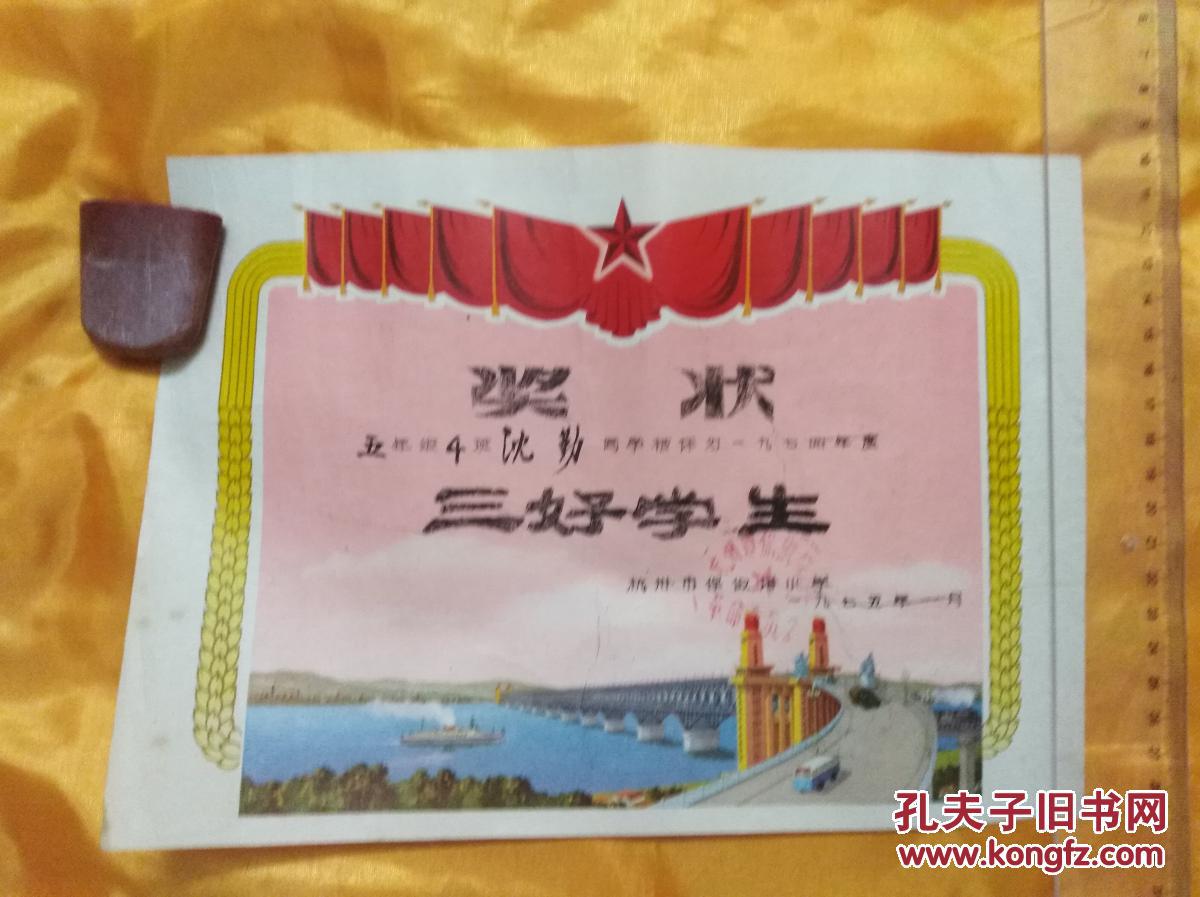 奖状
五年级4班沈勤同学被评为一九七四年度
三好学生
杭州市保俶塔小学
一九七五年一月
孔夫子旧书网
www.kongfz.com